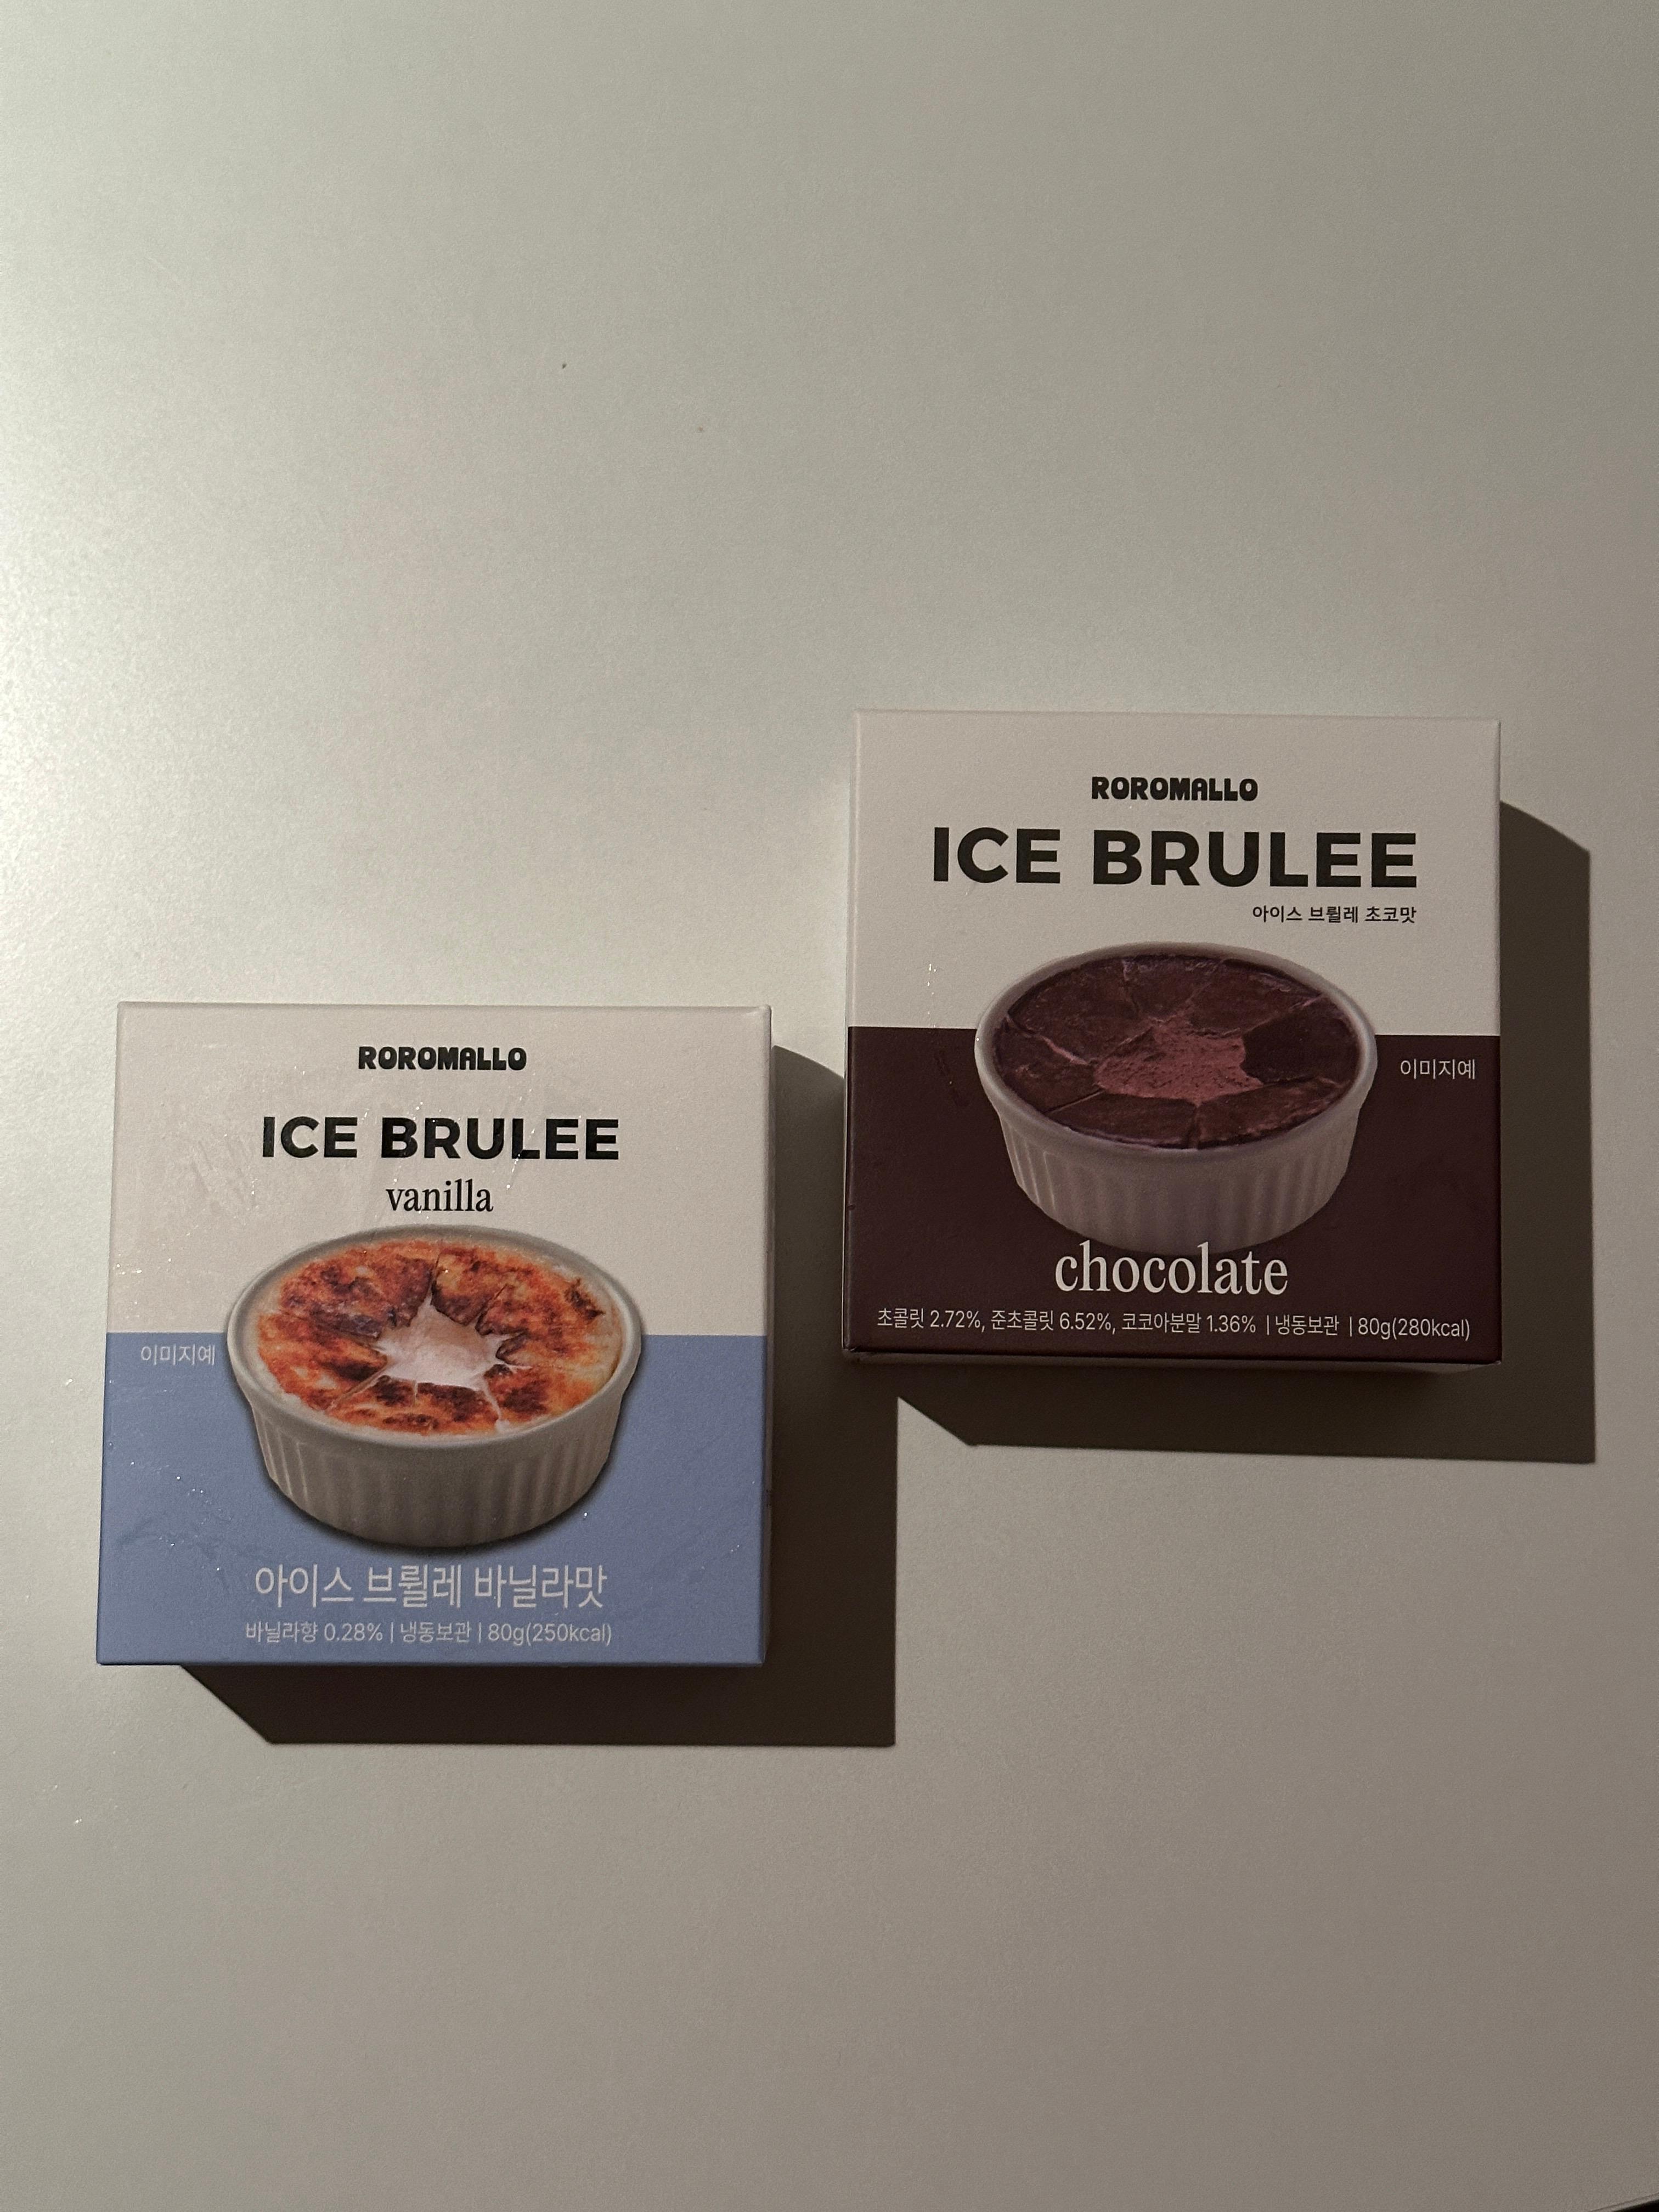 ROROMALLO
ICE BRULEE
vanilla
이미지예
아이스 브륄레 바닐라맛
바닐라향 0.28% | 냉동보관 | 80g(250kcal)
ROROMALLO
ICE BRULEE
아이스 브륄레 초코맛
이미지예
chocolate
초콜릿 2.72%, 준초콜릿 6.52%, 코코아분말 1.36% | 냉동보관 | 80g(280kcal)